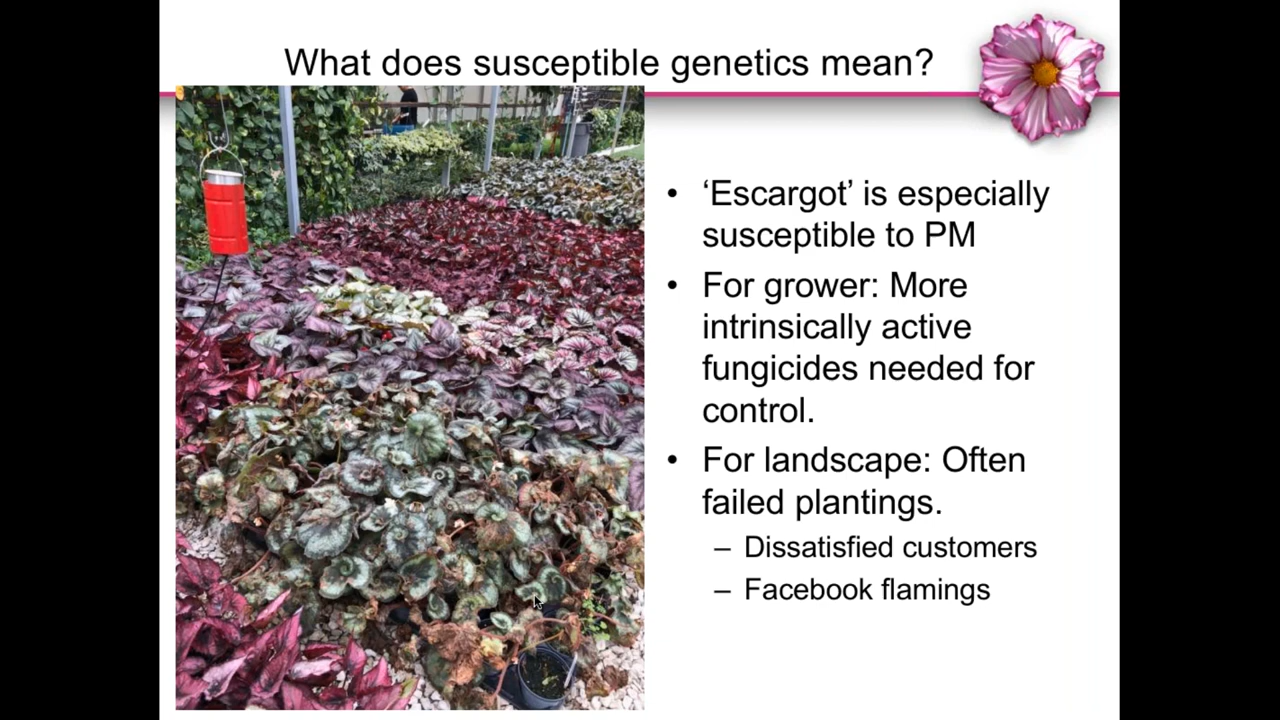 What does susceptible genetics mean?
• ‘Escargot’ is especially
susceptible to PM
• For grower: More
intrinsically active
fungicides needed for
control.
• For landscape: Often
failed plantings.
– Dissatisfied customers
– Facebook flamings